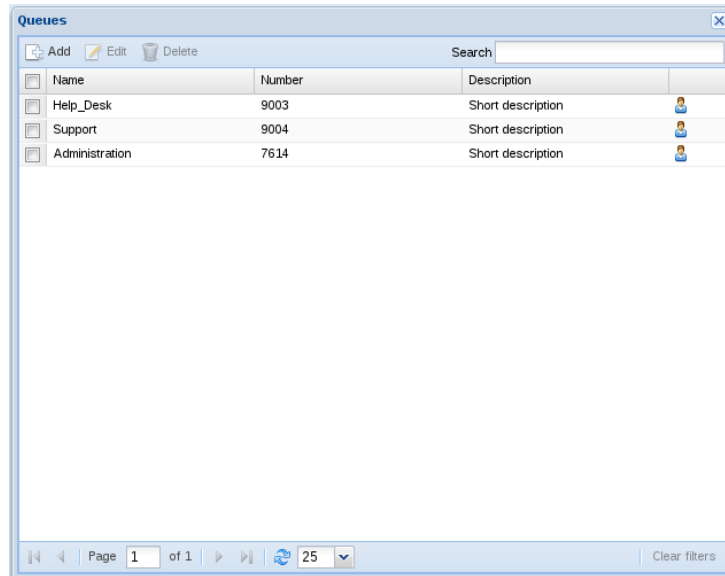 Queues
Add Edit Delete Search
Name Number Description
Help_Desk 9003 Short description
Support 9004 Short description
Administration 7614 Short description
Page 1 of 1 25 Clear filters